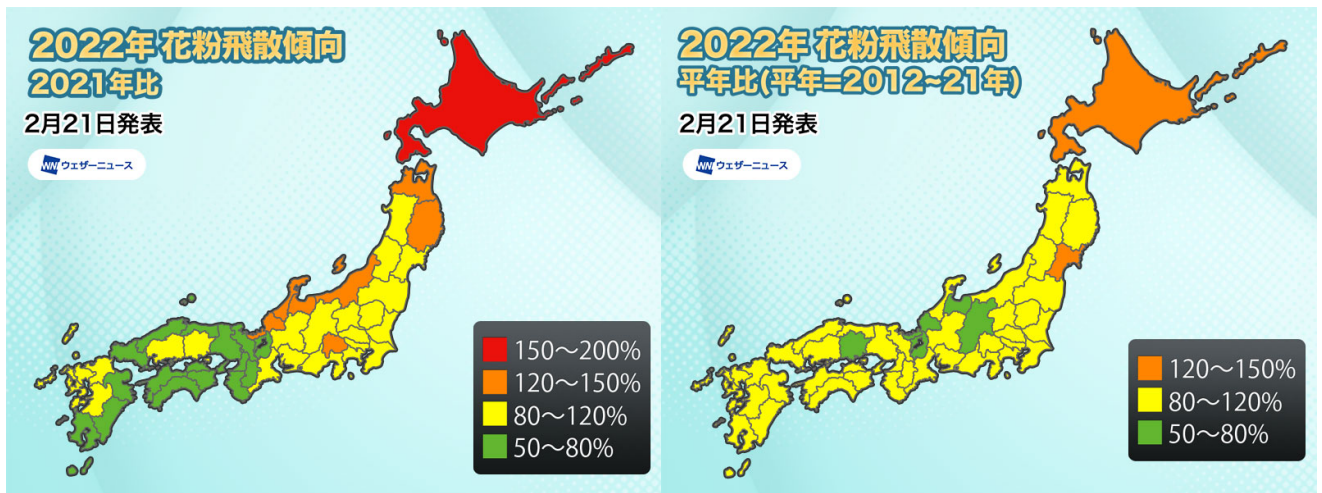 2022年 花粉飛散傾向
2021年比
2月21日発表
WNI ウェザーニュース
150～200%
120～150%
80～120%
50～80%
2022年 花粉飛散傾向
平年比(平年=2012~21年)
2月21日発表
WNI ウェザーニュース
120～150%
80～120%
50～80%